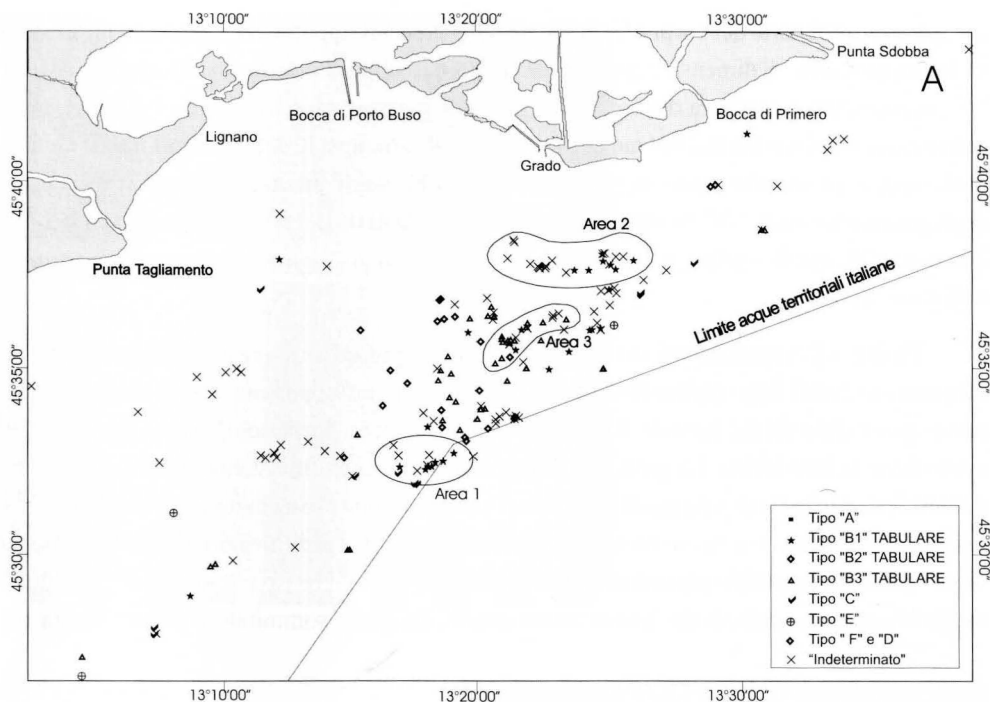 13°10'00" 13°20'00" 13°30'00"
Punta Sdobba
A
Bocca di Porto Buso
Bocca di Primero
Lignano
Grado
45°40'00" 45°40'00"
Area 2
Punta Tagliamento
Limite acque territoriali italiane
Area 3
45°35'00" 45°35'00"
Area 1
Tipo "A"
Tipo "B1" TABULARE
Tipo "B2" TABULARE
45°30'00" 45°30'00"
Tipo "B3" TABULARE
Tipo "C"
Tipo "E"
Tipo " F" e "D"
"Indeterminato"
13°10'00" 13°20'00" 13°30'00"